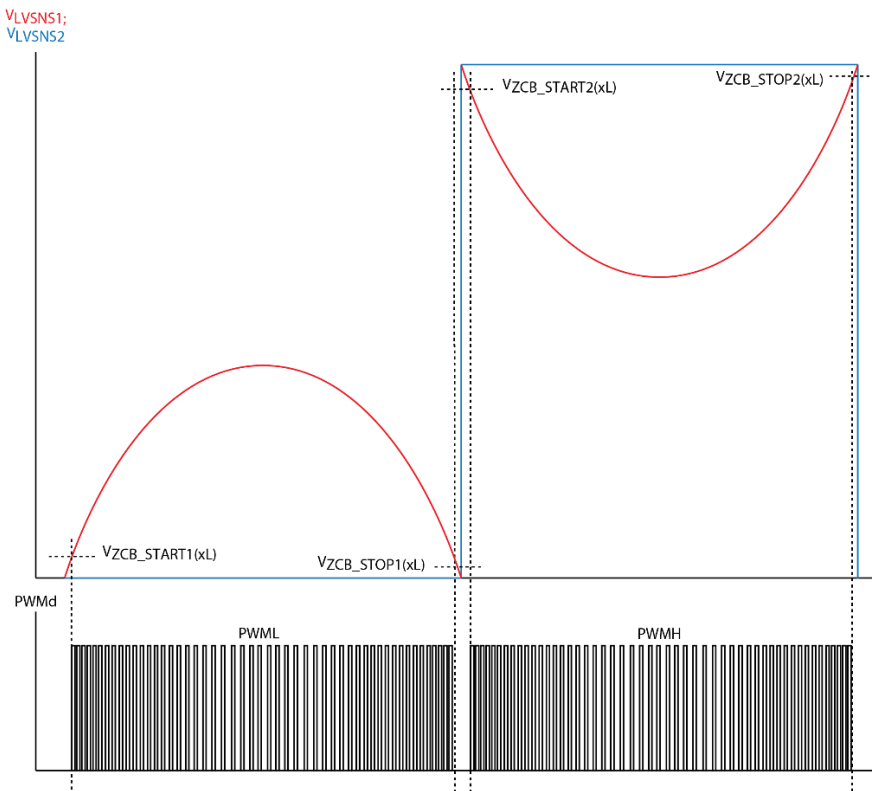 VLVSNS1;
VLVSNS2
VZCB_START2(xL)
VZCB_STOP2(xL)
VZCB_START1(xL)
VZCB_STOP1(xL)
PWMd
PWML
PWMH